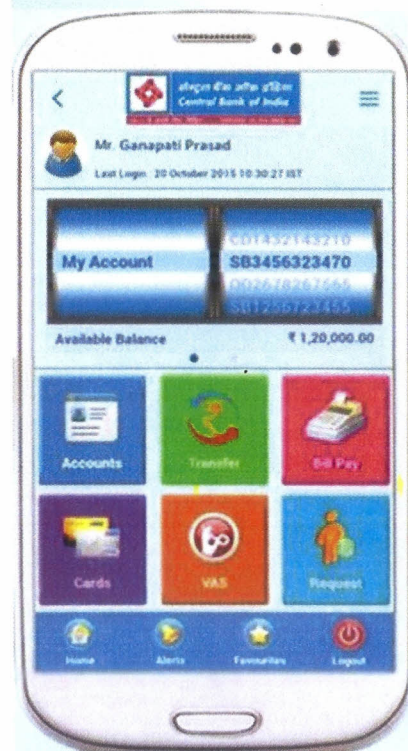 सेन्ट्रल बैंक ऑफ इंडिया
Central Bank of India
Mr. Ganapati Prasad
Last Login 20 October 2015 10:30:27 IST
CD1432143210
My Account SB3456323470
SB1256723455
Available Balance ₹ 1,20,000.00
Accounts Transfer Bill Pay
Cards VAS Request
Home Alerts Favourites Logout